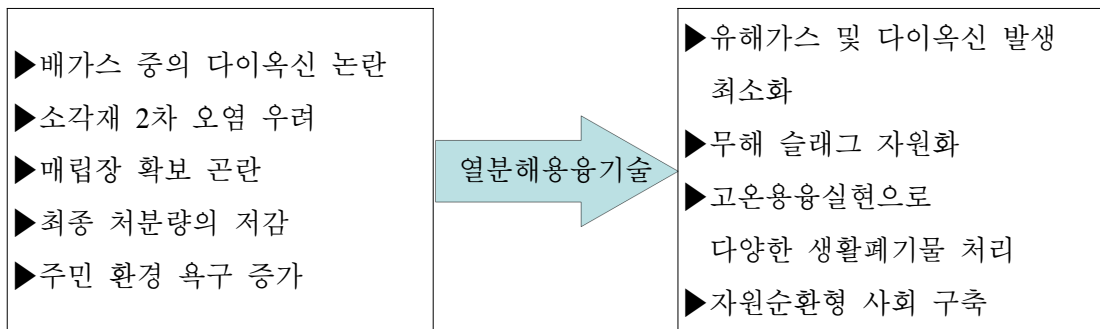 ▶배가스 중의 다이옥신 논란
▶소각재 2차 오염 우려
▶매립장 확보 곤란
▶최종 처분량의 저감
▶주민 환경 욕구 증가
열분해용융기술
▶유해가스 및 다이옥신 발생
최소화
▶무해 슬래그 자원화
▶고온용융실현으로
다양한 생활폐기물 처리
▶자원순환형 사회 구축